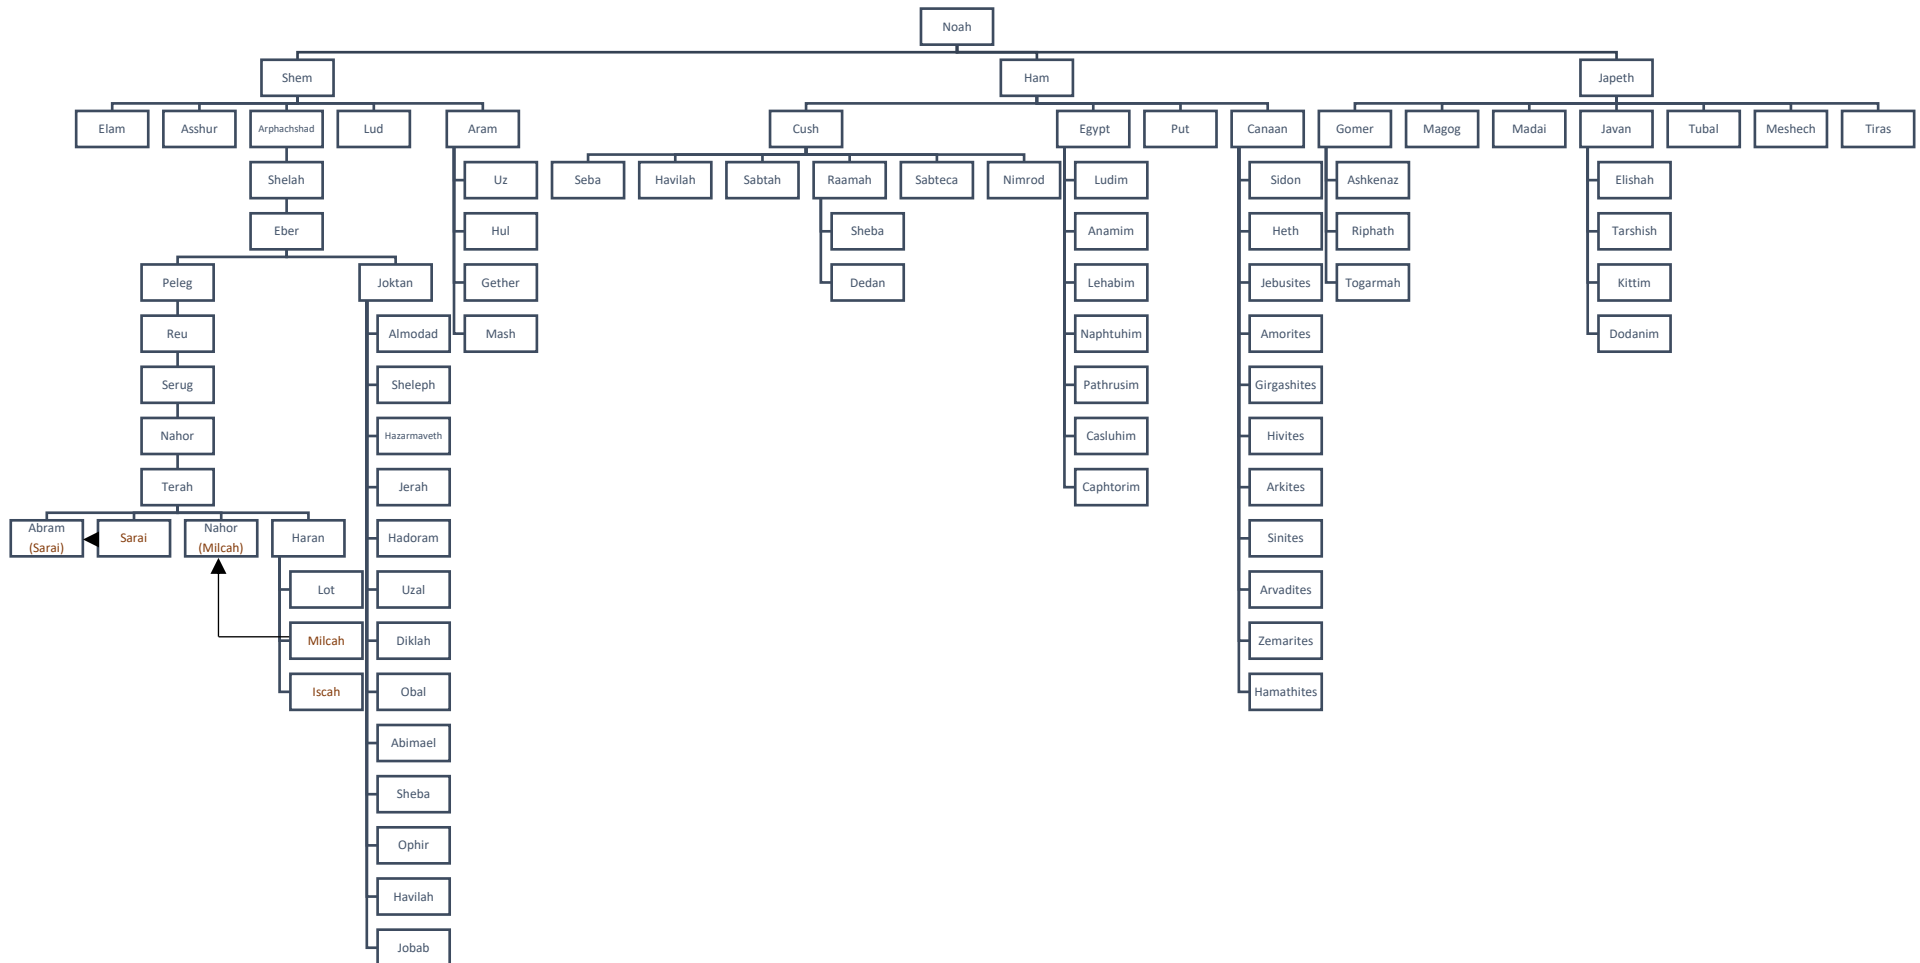 Noah
Shem
Ham
Japeth
Elam
Asshur
Arphachshad
Lud
Aram
Cush
Egypt
Put
Canaan
Gomer
Magog
Madai
Javan
Tubal
Meshech
Tiras
Shelah
Uz
Seba
Havilah
Sabtah
Raamah
Sabteca
Nimrod
Ludim
Sidon
Ashkenaz
Elishah
Eber
Hul
Sheba
Anamim
Heth
Riphath
Tarshish
Peleg
Joktan
Gether
Dedan
Lehabim
Jebusites
Togarmah
Kittim
Reu
Almodad
Mash
Naphtuhim
Amorites
Dodanim
Serug
Sheleph
Pathrusim
Girgashites
Nahor
Hazarmaveth
Casluhim
Hivites
Terah
Jerah
Caphtorim
Arkites
Abram
(Sarai)
Sarai
Nahor
(Milcah)
Haran
Hadoram
Sinites
Lot
Uzal
Arvadites
Milcah
Diklah
Zemarites
Iscah
Obal
Hamathites
Abimael
Sheba
Ophir
Havilah
Jobab